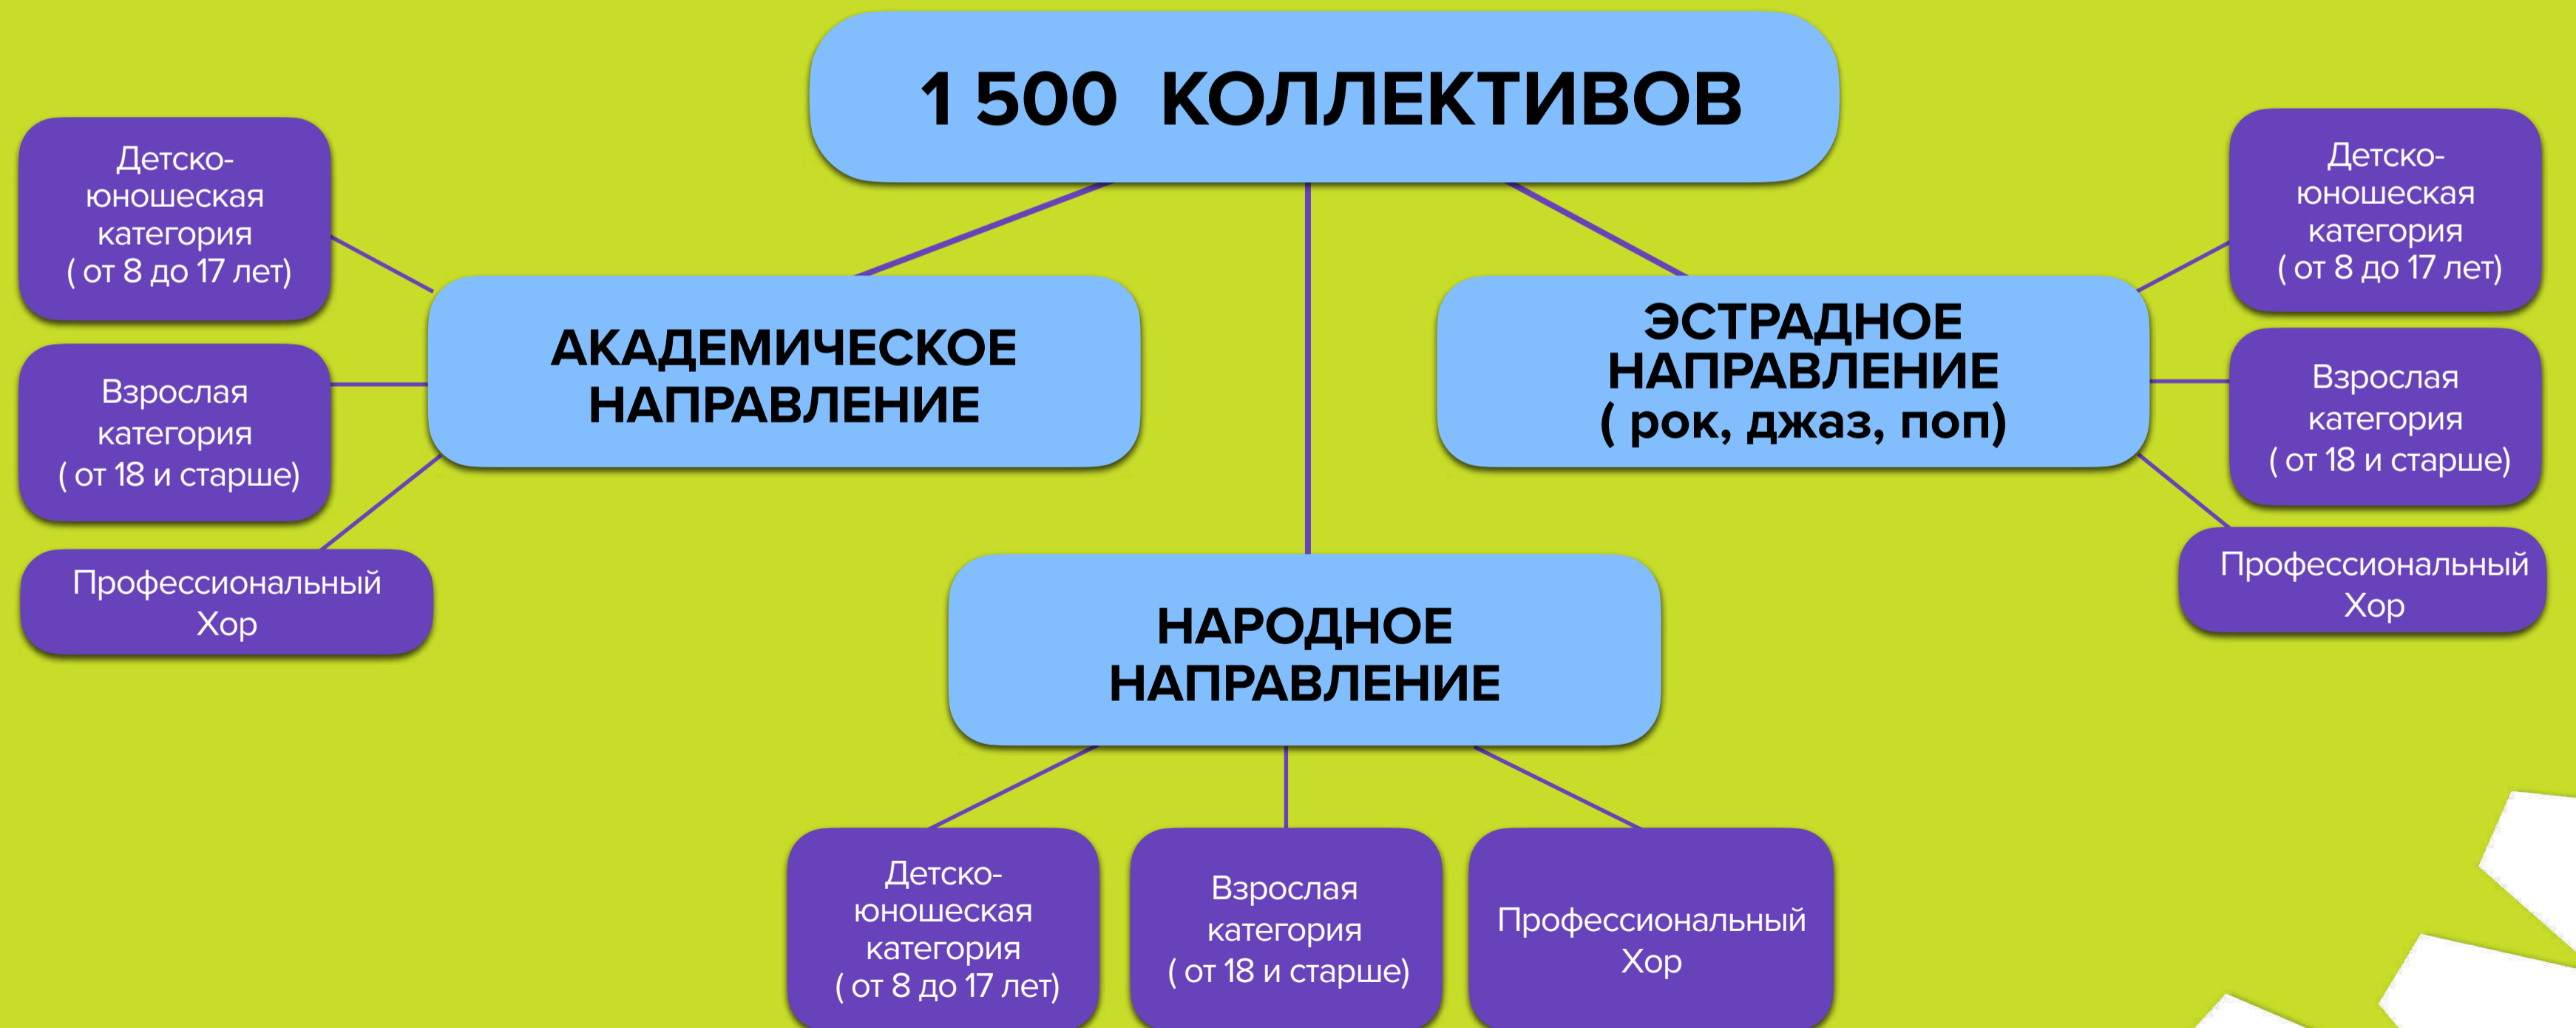 1 500 КОЛЛЕКТИВОВ
Детско-
юношеская
категория
( от 8 до 17 лет)
Взрослая
категория
( от 18 и старше)
Профессиональный
Хор
АКАДЕМИЧЕСКОЕ
НАПРАВЛЕНИЕ
ЭСТРАДНОЕ
НАПРАВЛЕНИЕ
( рок, джаз, поп)
Детско-
юношеская
категория
( от 8 до 17 лет)
Взрослая
категория
( от 18 и старше)
Профессиональный
Хор
НАРОДНОЕ
НАПРАВЛЕНИЕ
Детско-
юношеская
категория
( от 8 до 17 лет)
Взрослая
категория
( от 18 и старше)
Профессиональный
Хор